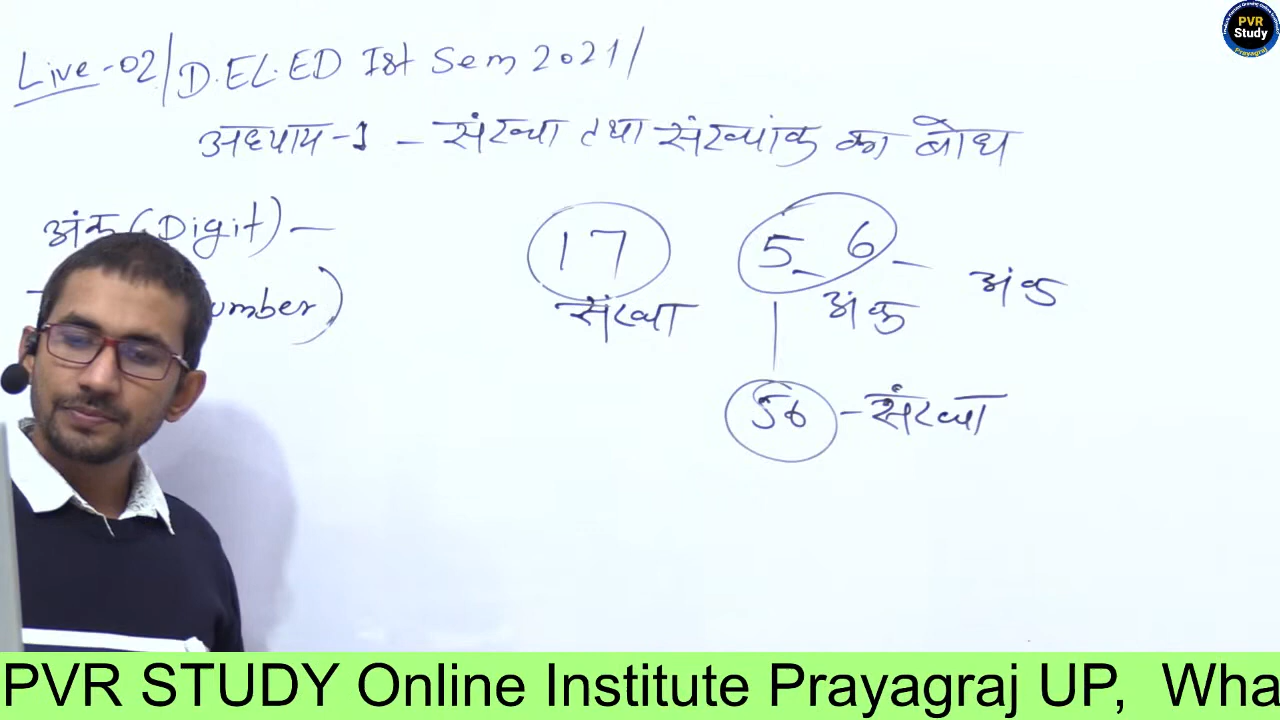 PVR
Study
Prayagraj
Live-02/D.EL.ED Ist Sem 2021/
अध्याय-1 – संख्या तथा संख्यांक का बोध
अंक (Digit) –
umber)
17
संख्या
5 6 –
अंक
अंक
56 – संख्या
PVR STUDY Online Institute Prayagraj UP, Wha